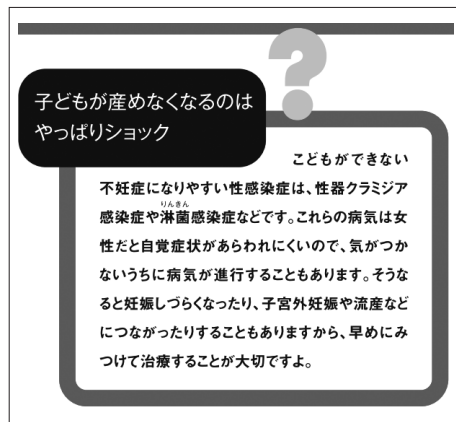 ?
子どもが産めなくなるのは
やっぱりショック
こどもができない
不妊症になりやすい性感染症は、性器クラミジア
感染症や淋菌感染症などです。これらの病気は女
りんきん
性だと自覚症状があらわれにくいので、気がつか
ないうちに病気が進行することもあります。そうな
ると妊娠しづらくなったり、子宮外妊娠や流産など
につながったりすることもありますから、早めにみ
つけて治療することが大切ですよ。